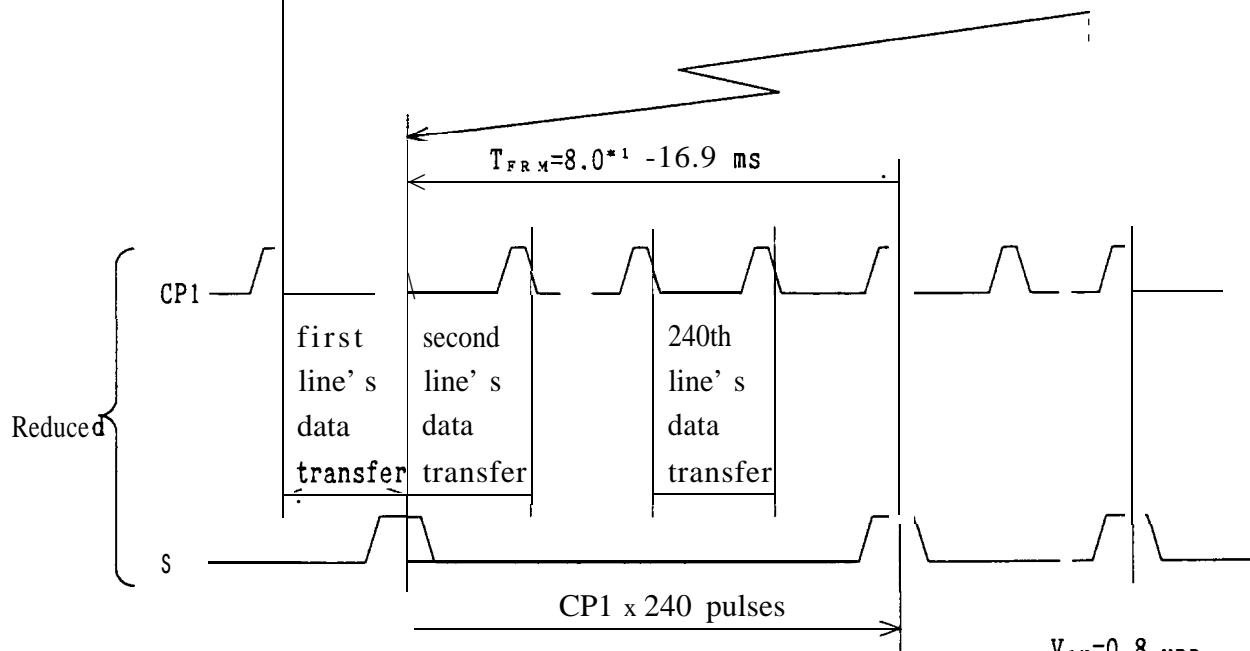 T_FRM=8.0*1 -16.9 ms
CP1
first line's data transfer
second line's data transfer
240th line's data transfer
Reduced
S
CP1 x 240 pulses